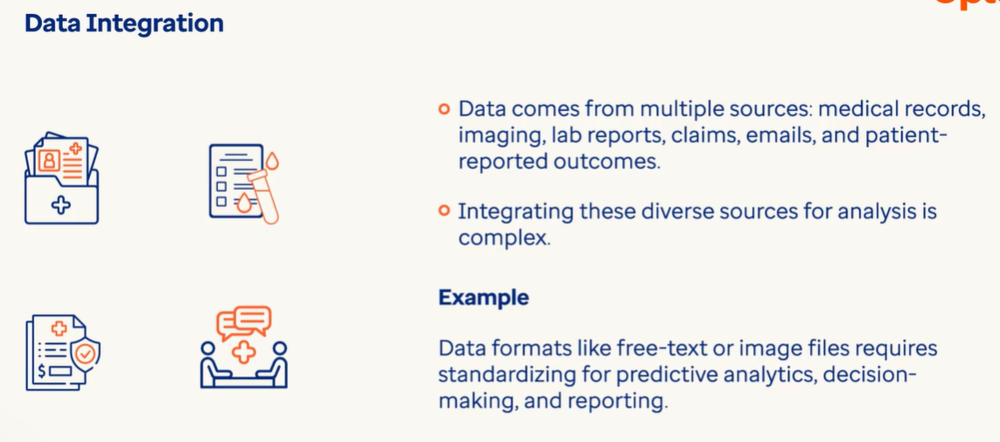 Data Integration
Data comes from multiple sources: medical records,
imaging, lab reports, claims, emails, and patient-
reported outcomes.
Integrating these diverse sources for analysis is
complex.
Example
Data formats like free-text or image files requires
standardizing for predictive analytics, decision-
making, and reporting.
$